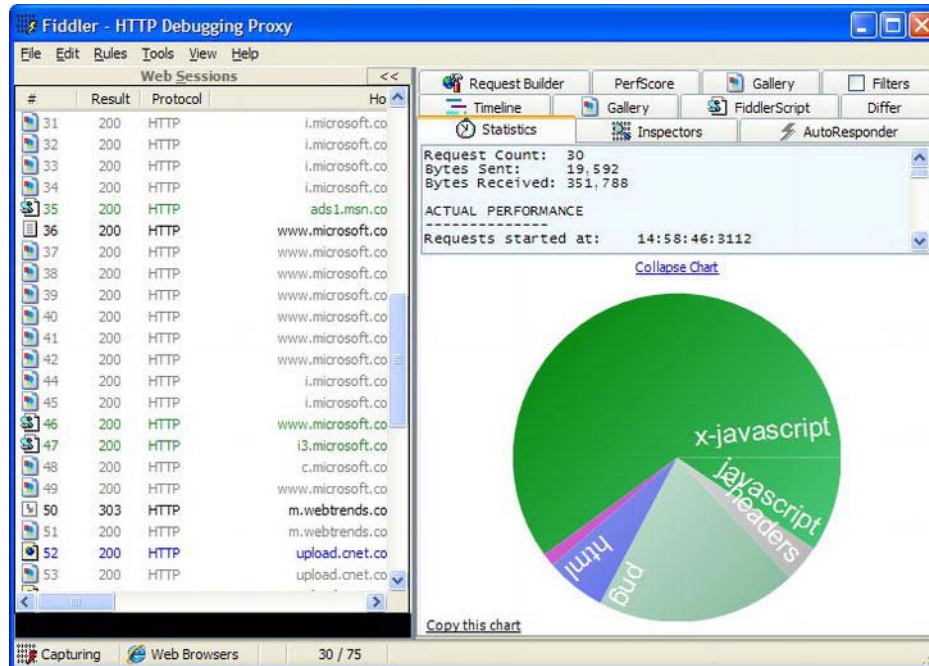 Fiddler - HTTP Debugging Proxy
File Edit Rules Tools View Help
Web Sessions <<
# Result Protocol Ho
31 200 HTTP i.microsoft.co
32 200 HTTP i.microsoft.co
33 200 HTTP i.microsoft.co
34 200 HTTP i.microsoft.co
35 200 HTTP ads1.msn.co
36 200 HTTP www.microsoft.co
37 200 HTTP www.microsoft.co
38 200 HTTP www.microsoft.co
39 200 HTTP www.microsoft.co
40 200 HTTP www.microsoft.co
41 200 HTTP www.microsoft.co
42 200 HTTP www.microsoft.co
44 200 HTTP i.microsoft.co
45 200 HTTP i.microsoft.co
46 200 HTTP www.microsoft.co
47 200 HTTP i3.microsoft.co
48 200 HTTP c.microsoft.co
49 200 HTTP www.microsoft.co
50 303 HTTP m.webtrends.co
51 200 HTTP m.webtrends.co
52 200 HTTP upload.cnet.co
53 200 HTTP upload.cnet.co
Request Builder PerfScore Gallery Filters
Timeline Gallery FiddlerScript Differ
Statistics Inspectors AutoResponder
Request Count: 30
Bytes Sent: 19,592
Bytes Received: 351,788
ACTUAL PERFORMANCE
--------------
Requests started at: 14:58:46:3112
Collapse Chart
x-javascript
javascript
headers
png
html
Copy this chart
Capturing Web Browsers 30 / 75